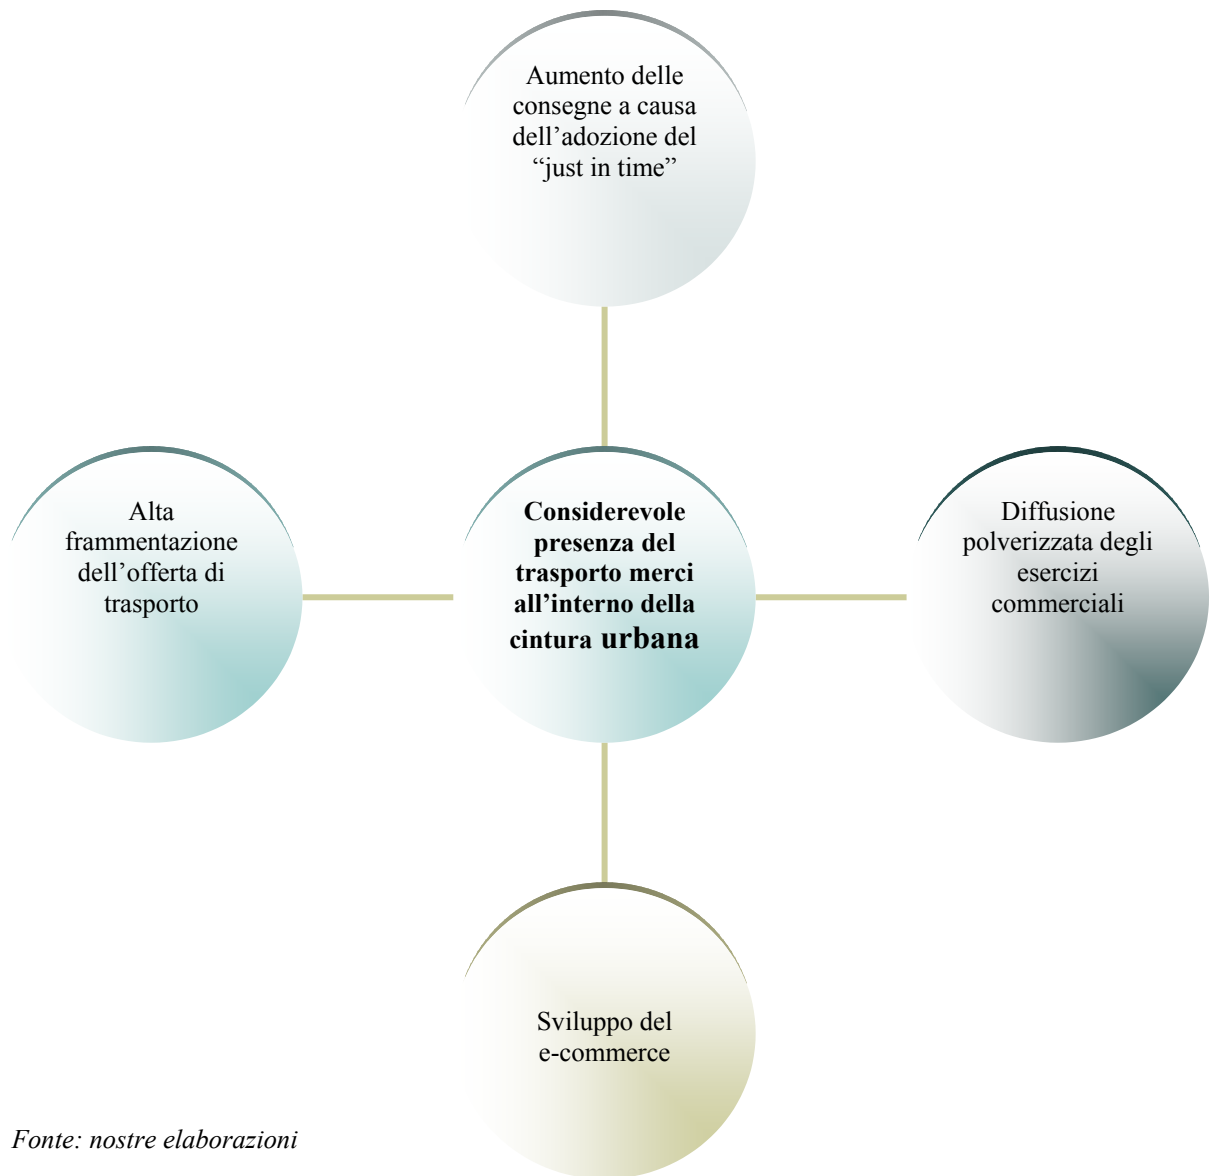 Aumento delle
consegne a causa
dell’adozione del
“just in time”
Alta
frammentazione
dell’offerta di
trasporto
Considerevole
presenza del
trasporto merci
all’interno della
cintura urbana
Diffusione
polverizzata degli
esercizi
commerciali
Sviluppo del
e-commerce
Fonte: nostre elaborazioni